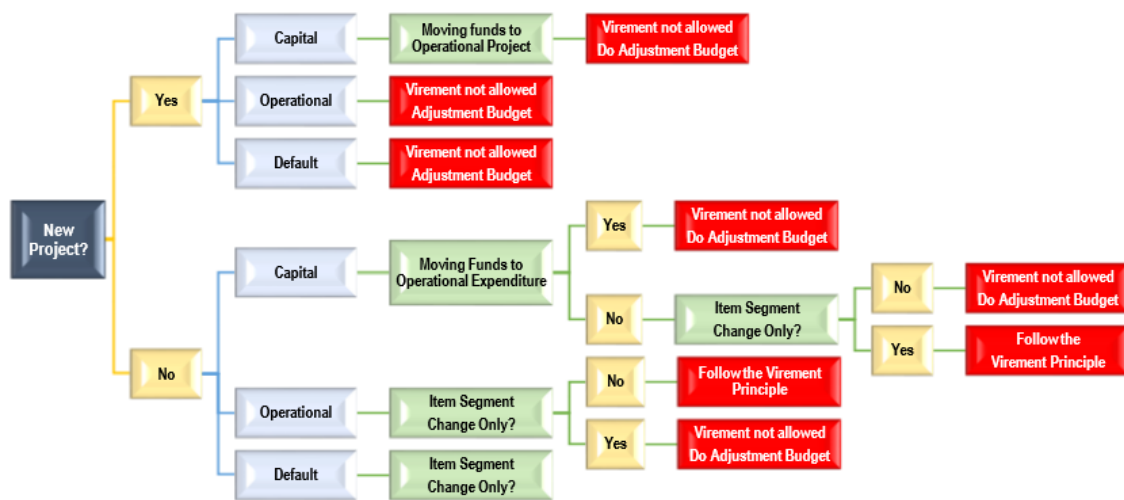 Capital
Moving funds to
Operational Project
Virement not allowed
Do Adjustment Budget
Yes
Operational
Virement not allowed
Adjustment Budget
Default
Virement not allowed
Adjustment Budget
New
Project?
Capital
Moving Funds to
Operational Expenditure
Yes
Virement not allowed
Do Adjustment Budget
No
Item Segment
Change Only?
No
Virement not allowed
Do Adjustment Budget
Yes
Follow the
Virement Principle
No
Operational
Item Segment
Change Only?
No
Follow the Virement
Principle
Yes
Virement not allowed
Do Adjustment Budget
Default
Item Segment
Change Only?